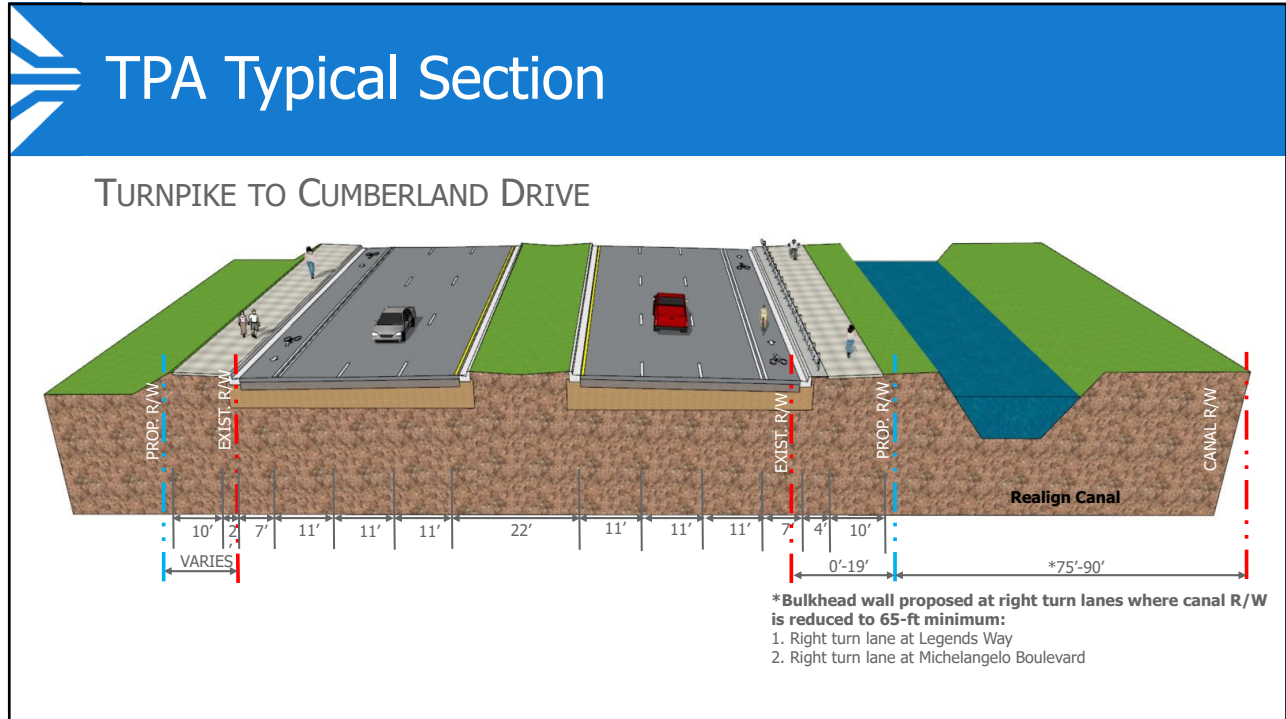 TPA Typical Section
TURNPIKE TO CUMBERLAND DRIVE
PROP. R/W
EXIST. R/W
EXIST. R/W
PROP. R/W
CANAL R/W
Realign Canal
10' 2' 7' 11' 11' 11' 22' 11' 11' 11' 7' 4' 10'
VARIES 0'-19' *75'-90'
*Bulkhead wall proposed at right turn lanes where canal R/W
is reduced to 65-ft minimum:
1. Right turn lane at Legends Way
2. Right turn lane at Michelangelo Boulevard